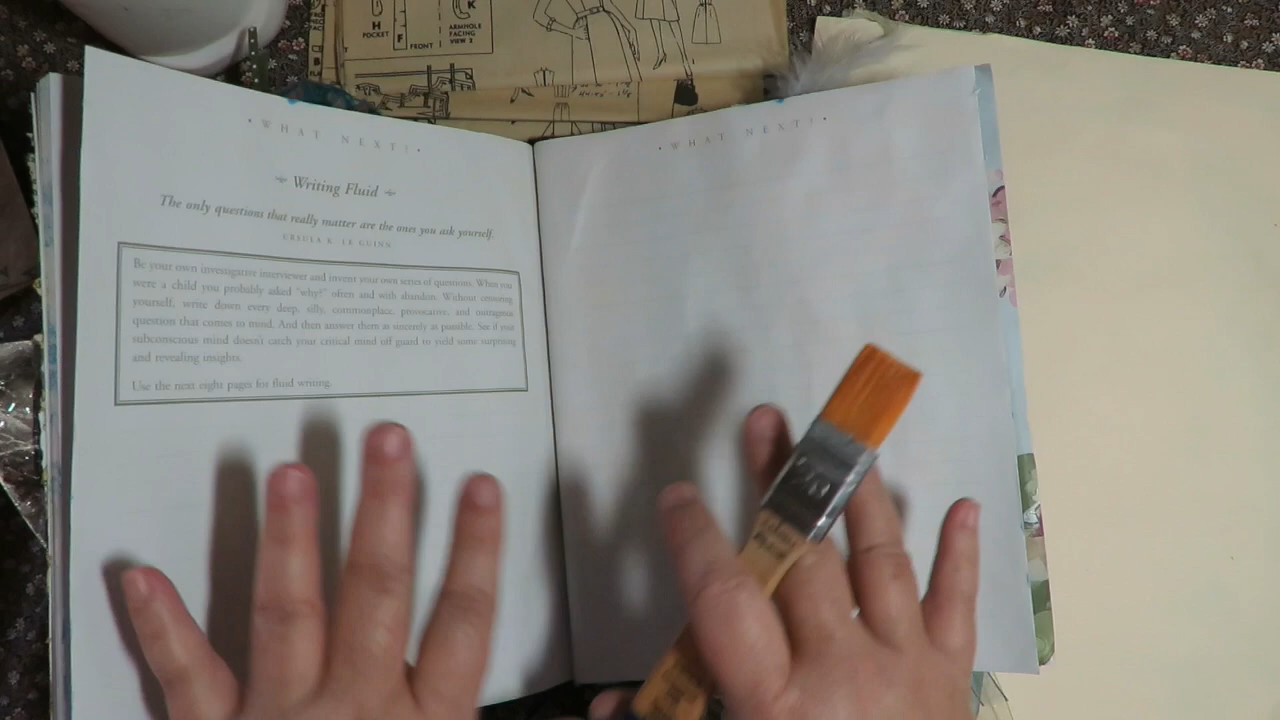 H
POCKET
F
FRONT
K
ARMHOLE
FACING
VIEW 2
• WHAT NEXT? •
• WHAT NEXT? •
Writing Fluid
The only questions that really matter are the ones you ask yourself.
URSULA K. LE GUINN
Be your own investigative interviewer and invent your own series of questions. When you
were a child you probably asked "why?" often and with abandon. Without censoring
yourself, write down every deep, silly, commonplace, provocative, and outrageous
question that comes to mind. And then answer them as sincerely as possible. See if your
subconscious mind doesn't catch your critical mind off guard to yield some surprising
and revealing insights.
Use the next eight pages for fluid writing.
20